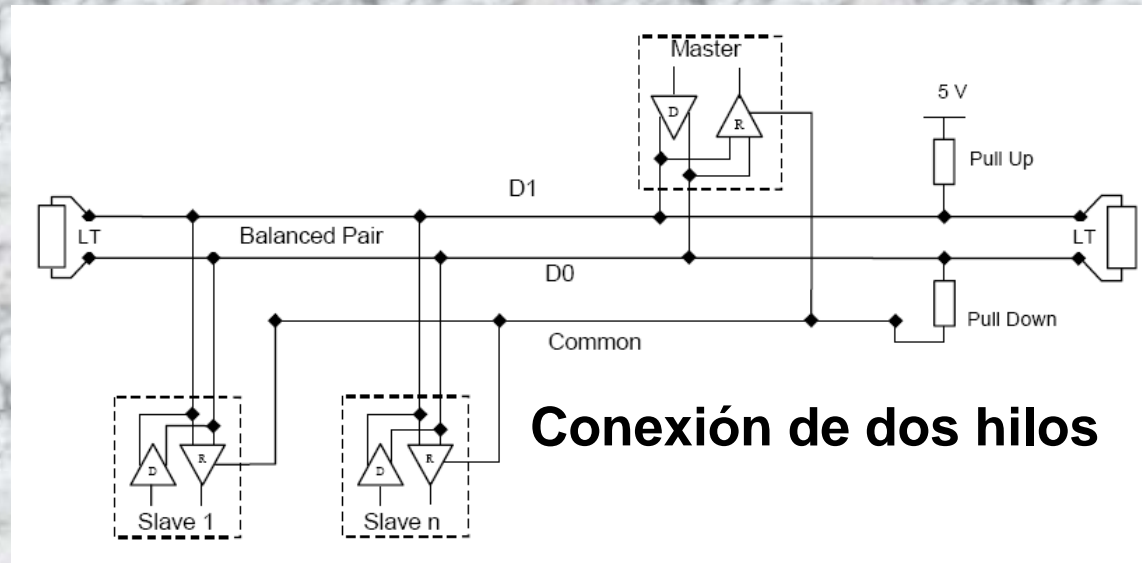 Master
D
R
5 V
Pull Up
D1
LT
Balanced Pair
LT
D0
Pull Down
Common
Conexión de dos hilos
D
R
D
R
Slave 1
Slave n